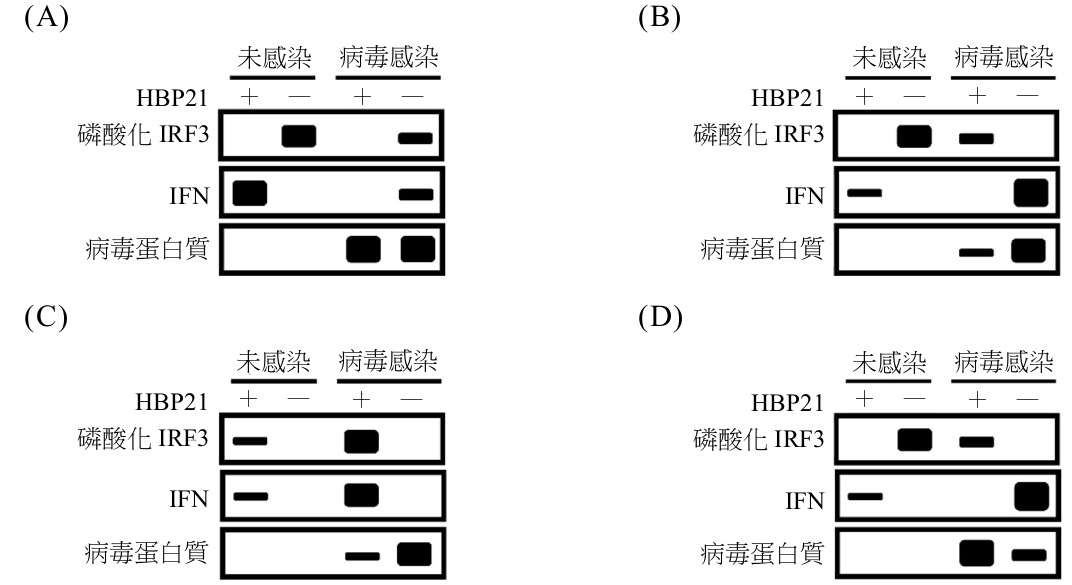 (A)
未感染 病毒感染
HBP21 + — + —
磷酸化 IRF3
IFN
病毒蛋白質
(B)
未感染 病毒感染
HBP21 + — + —
磷酸化 IRF3
IFN
病毒蛋白質
(C)
未感染 病毒感染
HBP21 + — + —
磷酸化 IRF3
IFN
病毒蛋白質
(D)
未感染 病毒感染
HBP21 + — + —
磷酸化 IRF3
IFN
病毒蛋白質